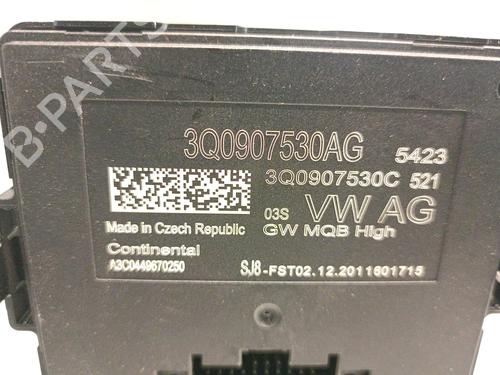 B-PARTS
3Q0907530AG 5423
3Q0907530C 521
03S VW AG
Made in Czech Republic GW MQB High
Continental
A3C0449670250 SJ8-FST02.12.2011601715